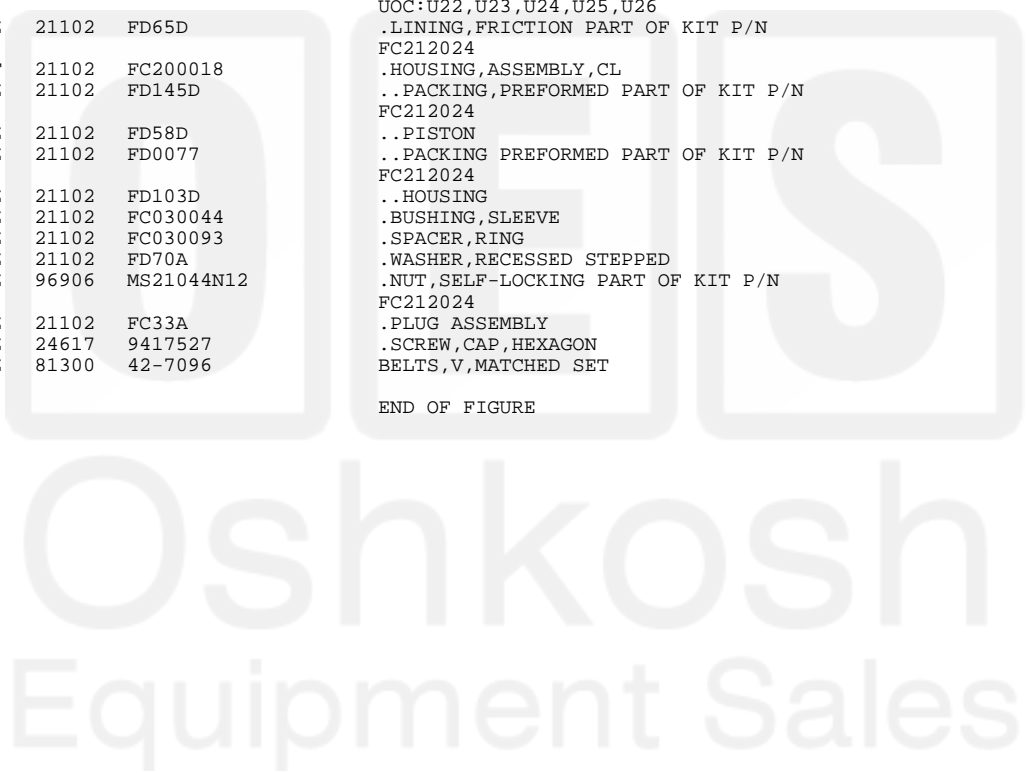 UOC:U22,U23,U24,U25,U26
21102 FD65D .LINING,FRICTION PART OF KIT P/N
FC212024
21102 FC200018 .HOUSING,ASSEMBLY,CL
21102 FD145D ..PACKING,PREFORMED PART OF KIT P/N
FC212024
21102 FD58D ..PISTON
21102 FD0077 ..PACKING PREFORMED PART OF KIT P/N
FC212024
21102 FD103D ..HOUSING
21102 FC030044 .BUSHING,SLEEVE
21102 FC030093 .SPACER,RING
21102 FD70A .WASHER,RECESSED STEPPED
96906 MS21044N12 .NUT,SELF-LOCKING PART OF KIT P/N
FC212024
21102 FC33A .PLUG ASSEMBLY
24617 9417527 .SCREW,CAP,HEXAGON
81300 42-7096 BELTS,V,MATCHED SET
END OF FIGURE
OES
Oshkosh
Equipment Sales